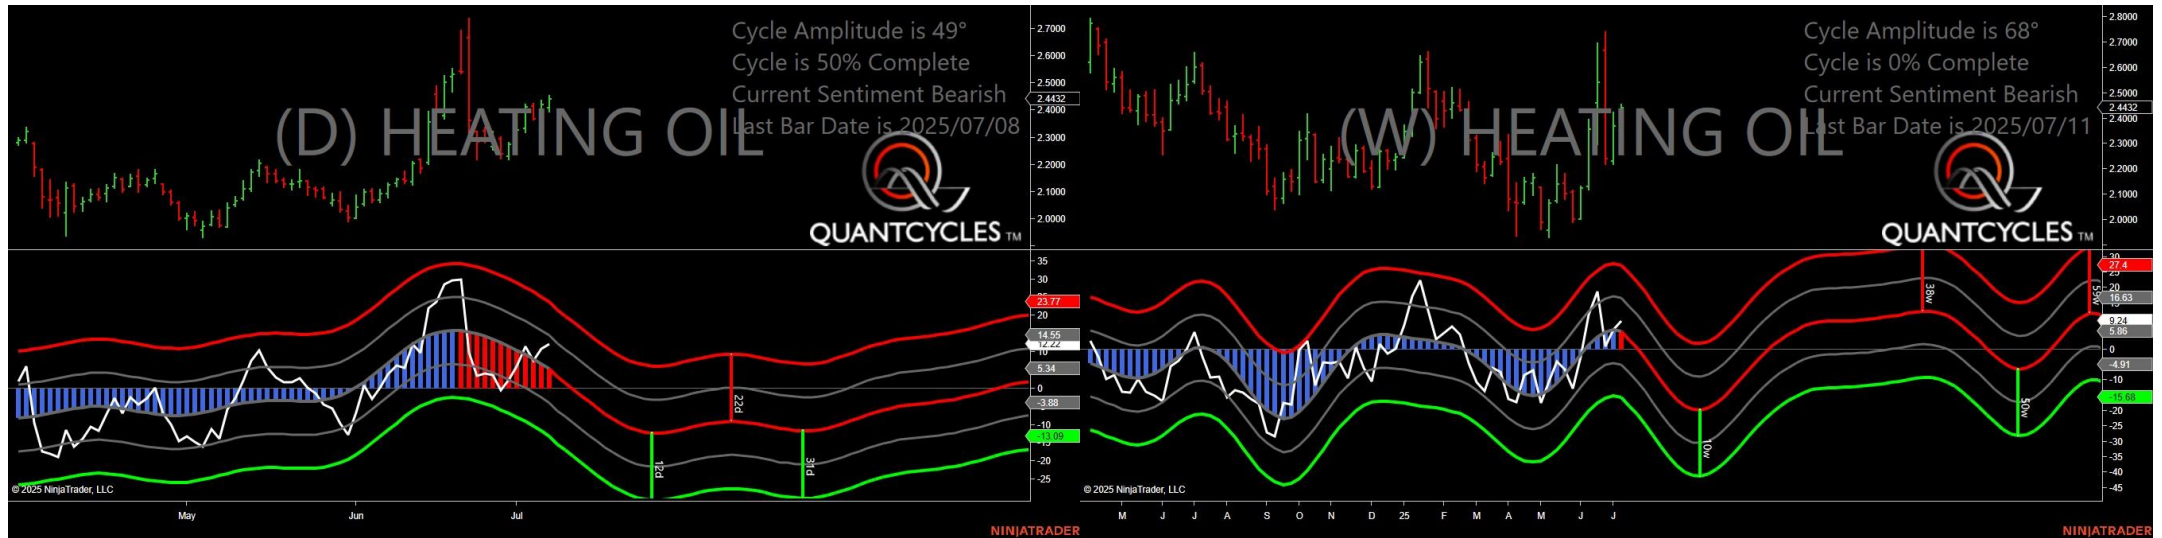 Cycle Amplitude is 49°
Cycle is 50% Complete
Current Sentiment Bearish
Last Bar Date is 2025/07/08
(D) HEATING OIL
QUANTCYCLES TM
2.7000
2.6000
2.5000
2.4432
2.4000
2.3000
2.2000
2.1000
2.0000
35
30
25
23.77
20
14.55
12.22
10
5.34
0
-3.88
-10
-13.09
-15
-20
-25
12d
22d
31d
© 2025 NinjaTrader, LLC
May Jun Jul
NINJATRADER
Cycle Amplitude is 68°
Cycle is 0% Complete
Current Sentiment Bearish
Last Bar Date is 2025/07/11
(W) HEATING OIL
QUANTCYCLES TM
2.8000
2.7000
2.6000
2.5000
2.4432
2.4000
2.3000
2.2000
2.1000
2.0000
30
27.4
25
20
16.63
9.24
5.86
0
-4.91
-10
-15.68
-20
-25
-30
-35
-40
-45
10w
38w
50w
59w
© 2025 NinjaTrader, LLC
M J J A S O N D 25 F M A M J J
NINJATRADER